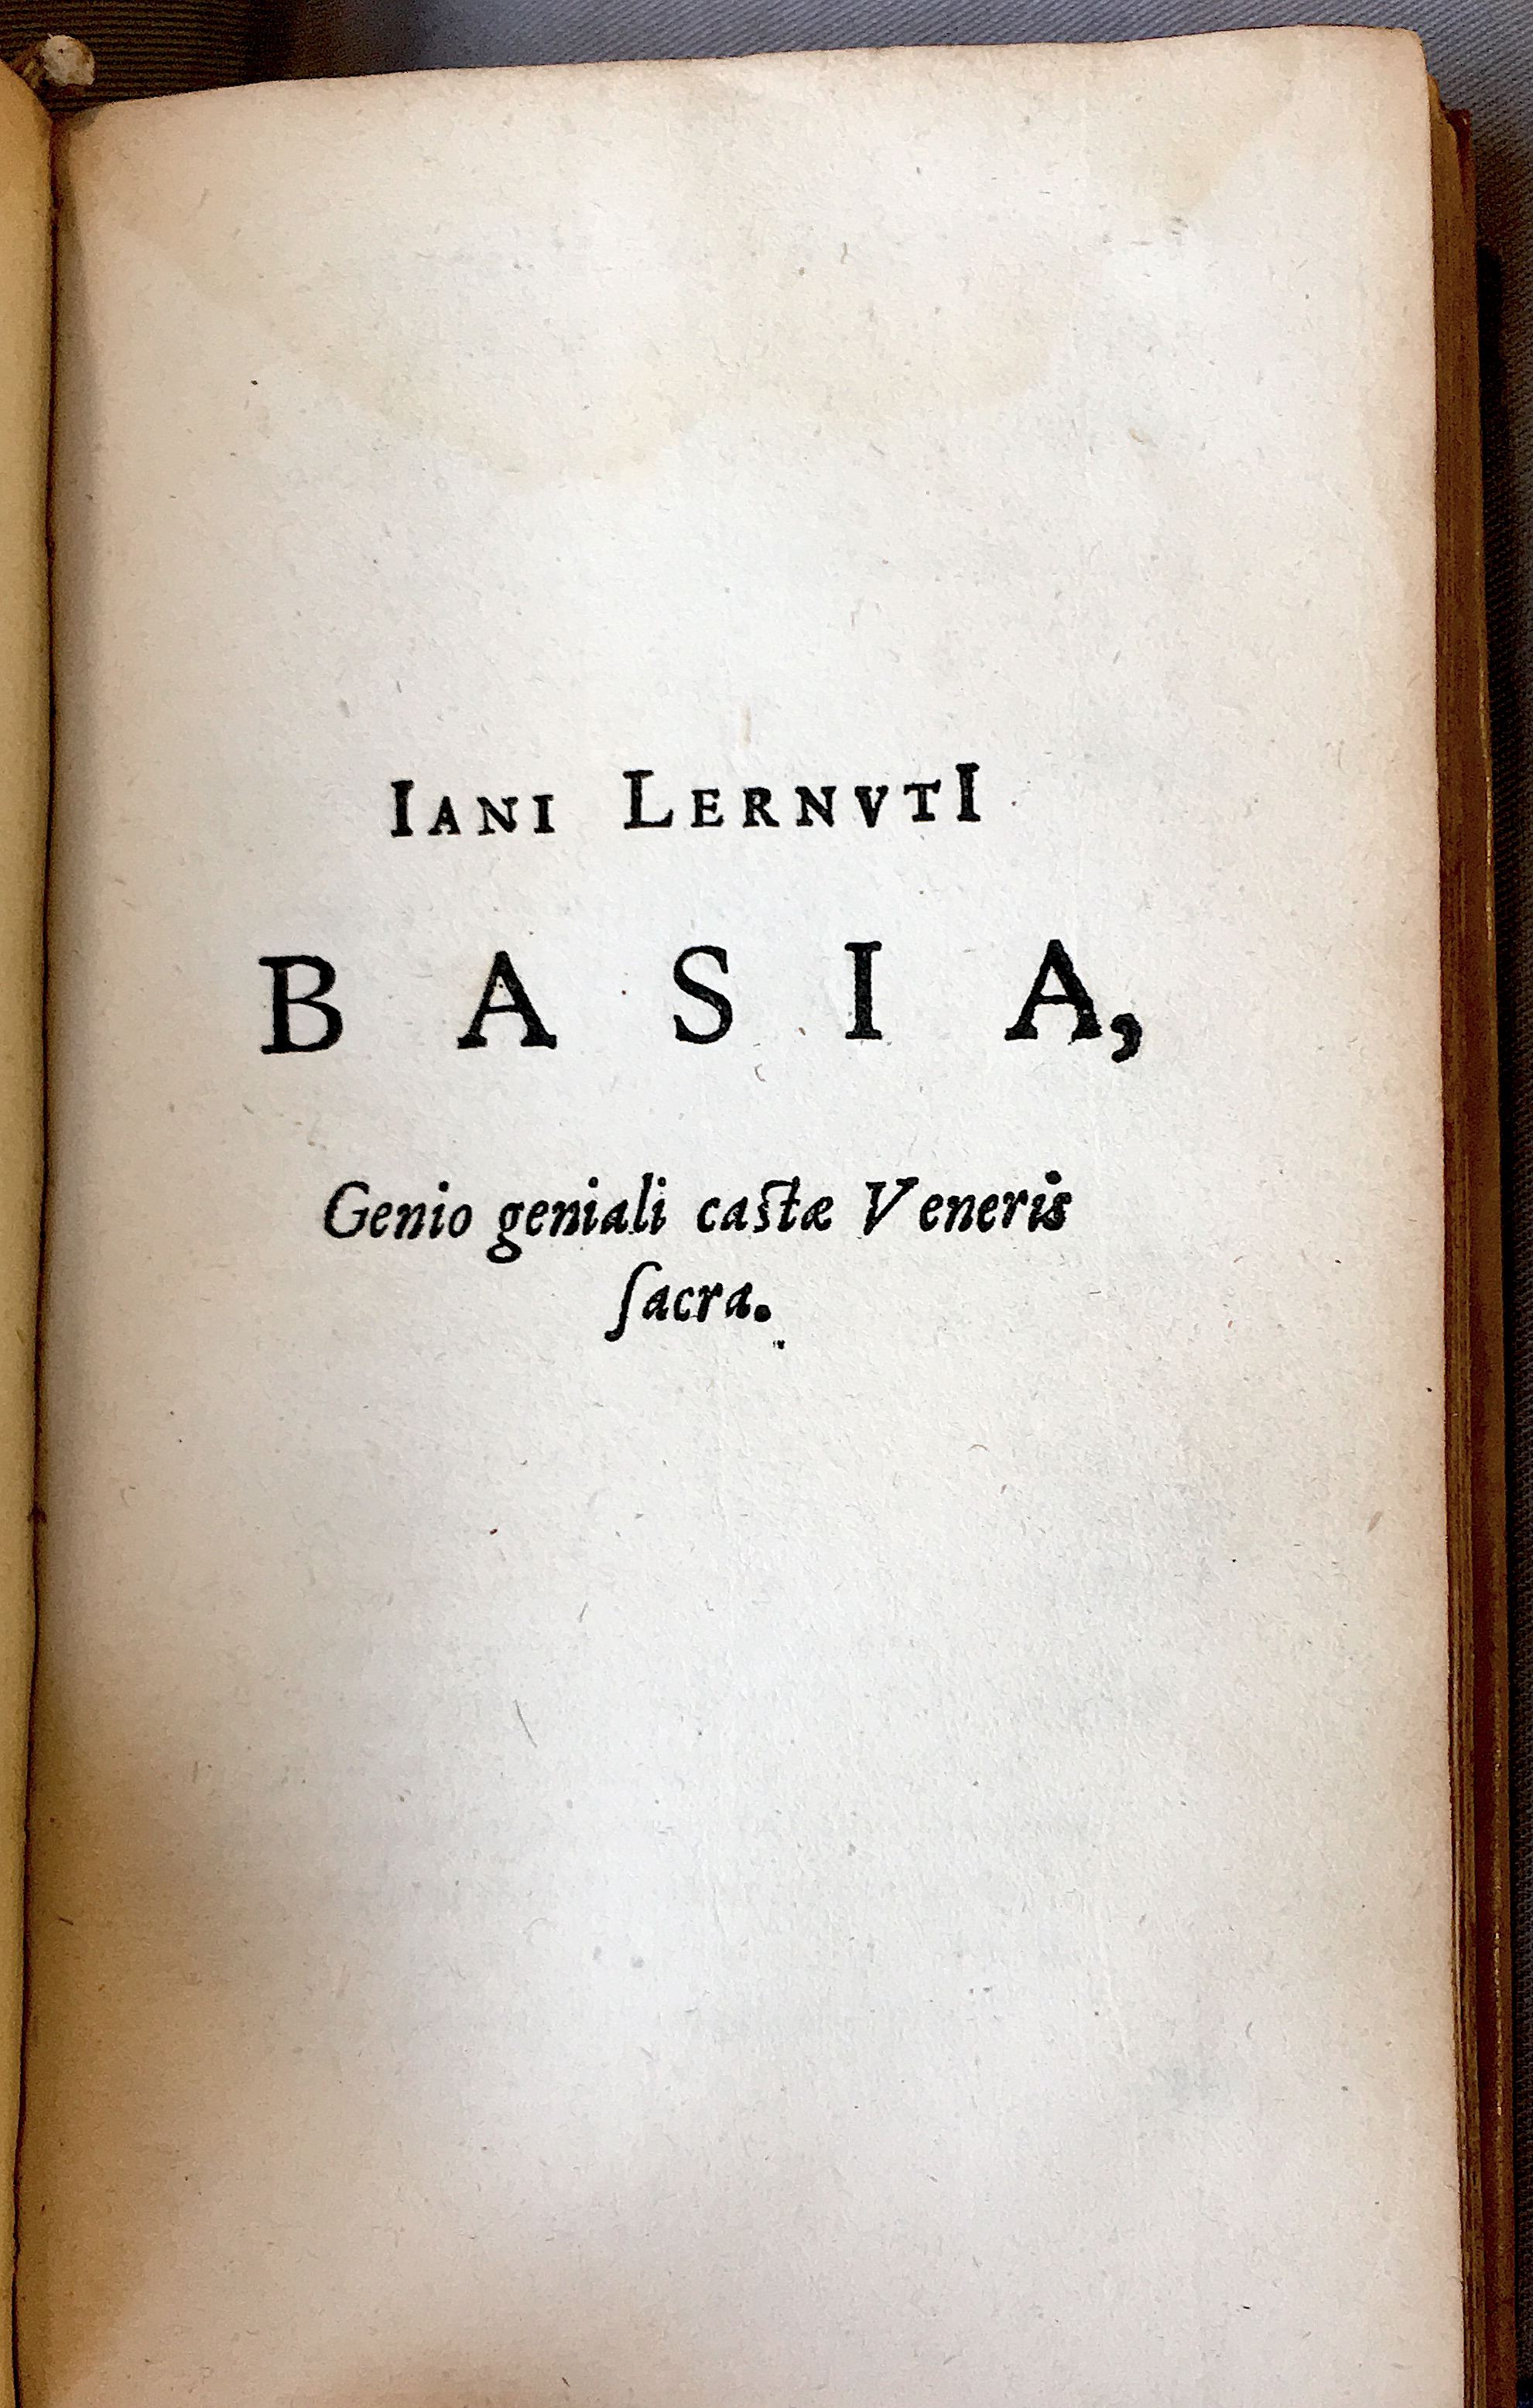 IANI LERNVTI
BASIA,
Genio geniali castæ Veneris
ſacra.